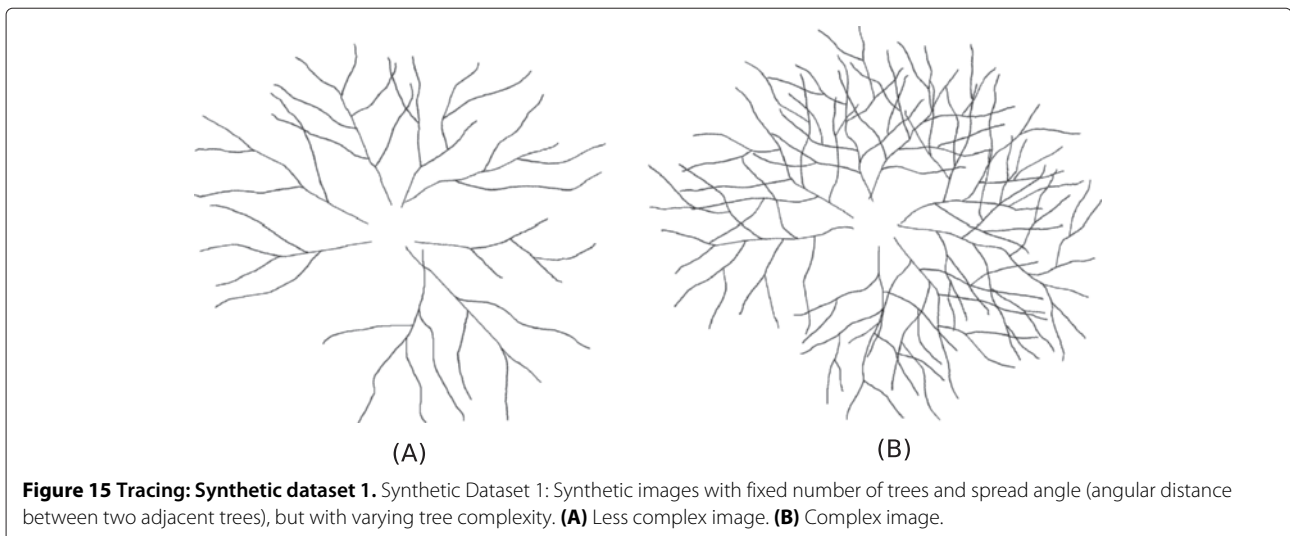 (A)
(B)
Figure 15 Tracing: Synthetic dataset 1. Synthetic Dataset 1: Synthetic images with fixed number of trees and spread angle (angular distance
between two adjacent trees), but with varying tree complexity. (A) Less complex image. (B) Complex image.